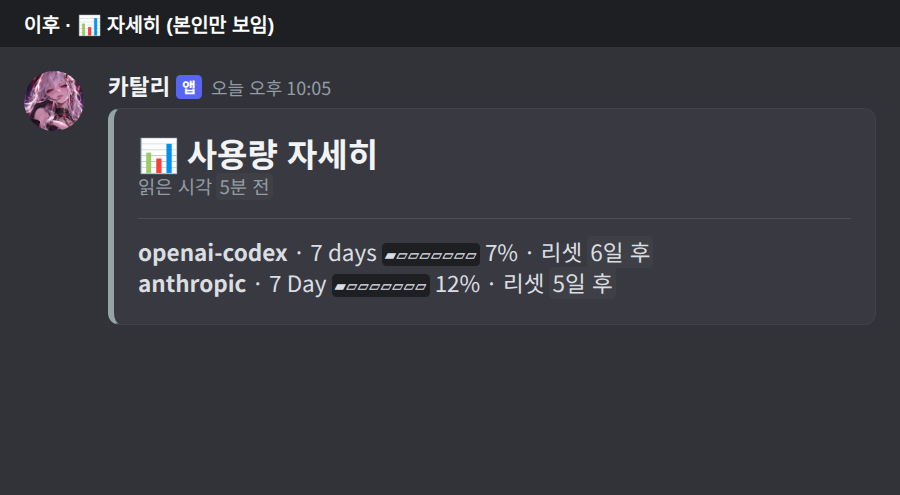 이후 · 📊 자세히 (본인만 보임)
카탈리 앱 오늘 오후 10:05
📊 사용량 자세히
읽은 시각 5분 전
openai-codex · 7 days ▰▱▱▱▱▱▱▱ 7% · 리셋 6일 후
anthropic · 7 Day ▰▱▱▱▱▱▱▱ 12% · 리셋 5일 후